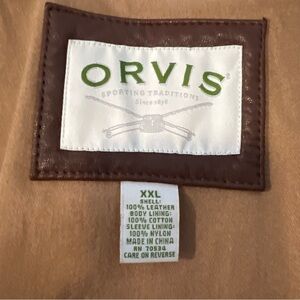 ORVIS
SPORTING TRADITIONS
Since 1856
XXL
SHELL:
100% LEATHER
BODY LINING:
100% COTTON
SLEEVE LINING:
100% NYLON
MADE IN CHINA
RN 70534
CARE ON REVERSE